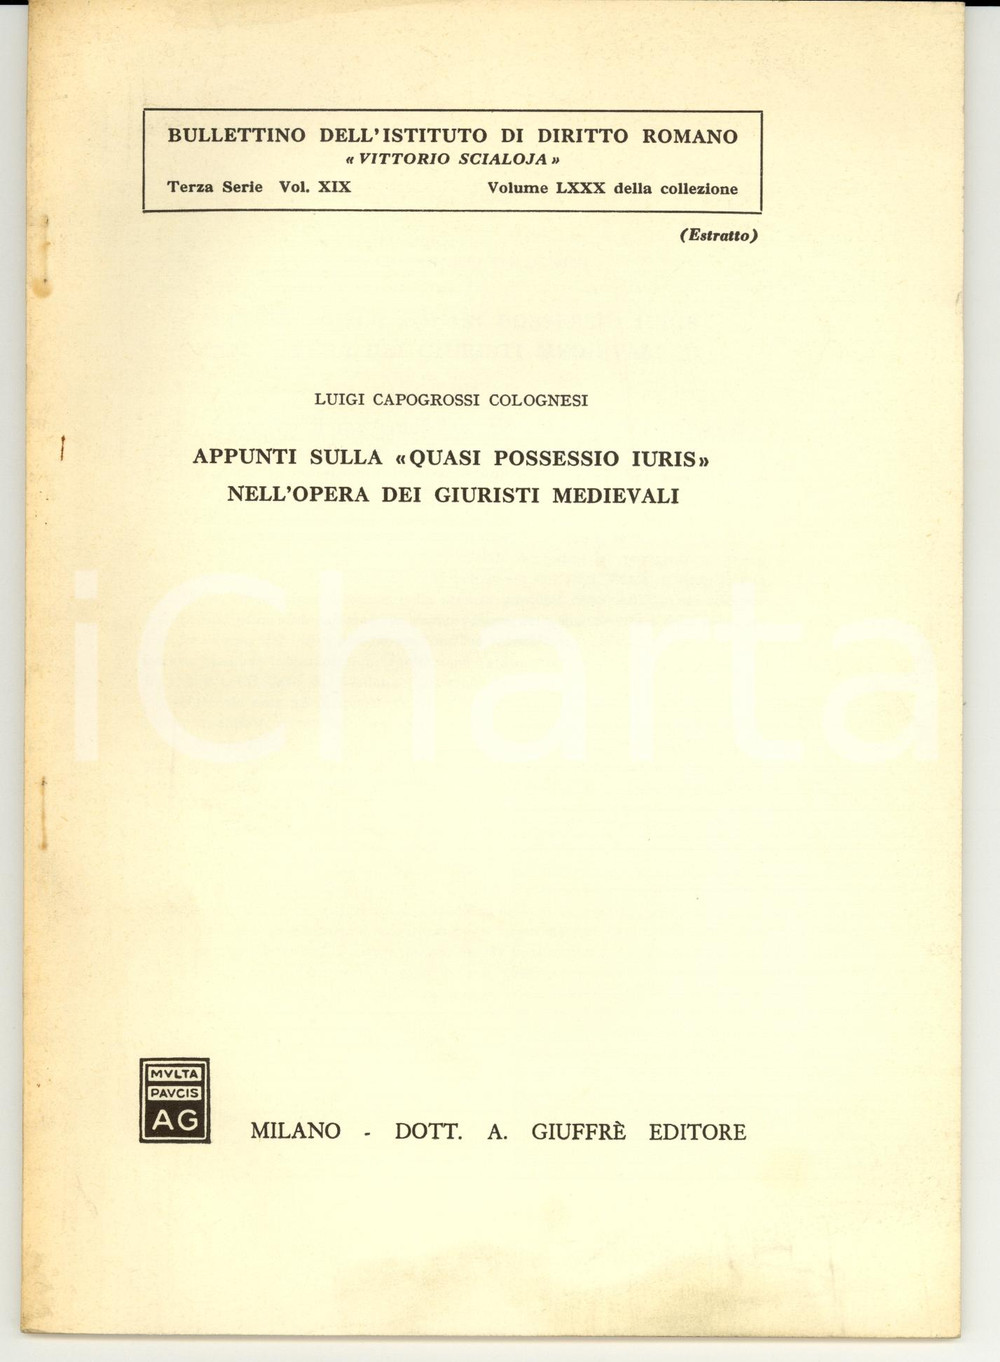 BULLETTINO DELL'ISTITUTO DI DIRITTO ROMANO
« VITTORIO SCIALOJA »
Terza Serie Vol. XIX Volume LXXX della collezione
(Estratto)
LUIGI CAPOGROSSI COLOGNESI
APPUNTI SULLA «QUASI POSSESSIO IURIS»
NELL'OPERA DEI GIURISTI MEDIEVALI
iCharta
MVLTA
PAVCIS
AG
MILANO - DOTT. A. GIUFFRÈ EDITORE